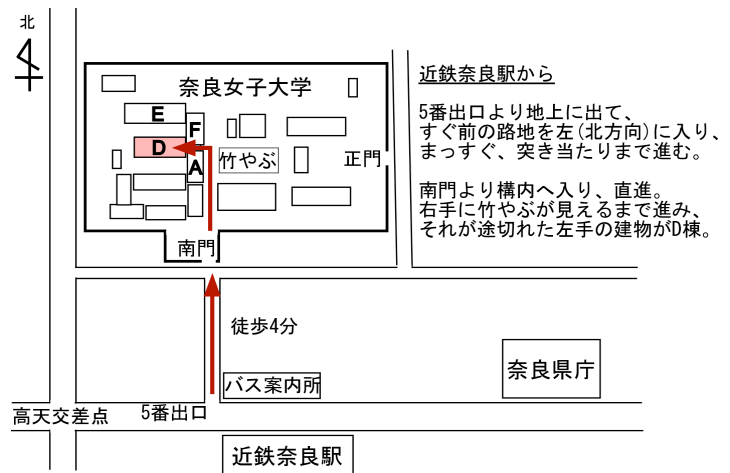 北
奈良女子大学
E
F
D
A
竹やぶ
正門
南門
近鉄奈良駅から
5番出口より地上に出て、
すぐ前の路地を左(北方向)に入り、
まっすぐ、突き当たりまで進む。
南門より構内へ入り、直進。
右手に竹やぶが見えるまで進み、
それが途切れた左手の建物がD棟。
徒歩4分
奈良県庁
バス案内所
高天交差点
5番出口
近鉄奈良駅